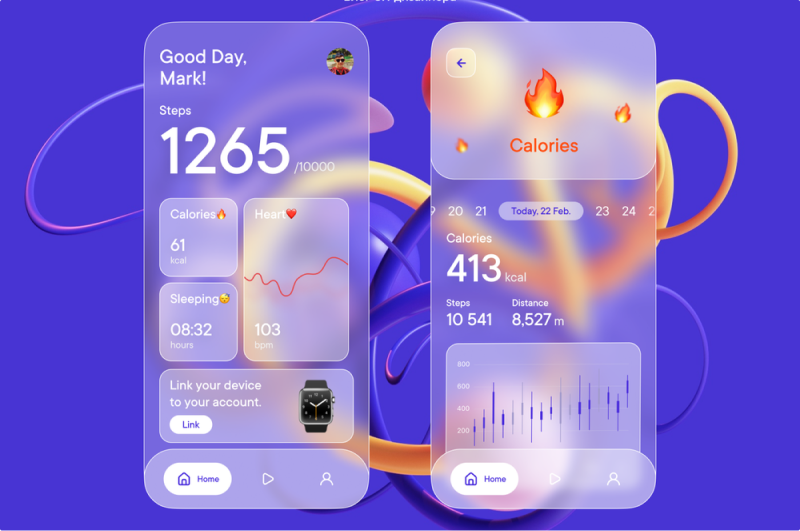 Good Day,
Mark!
Steps
1265 /10000
Calories🔥
61
kcal
Heart❤️
103
bpm
Sleeping😴
08:32
hours
Link your device
to your account.
Link
Home
Calories
20 21 Today, 22 Feb. 23 24 2
Calories
413 kcal
Steps
10 541
Distance
8,527 m
800
600
400
200
Home